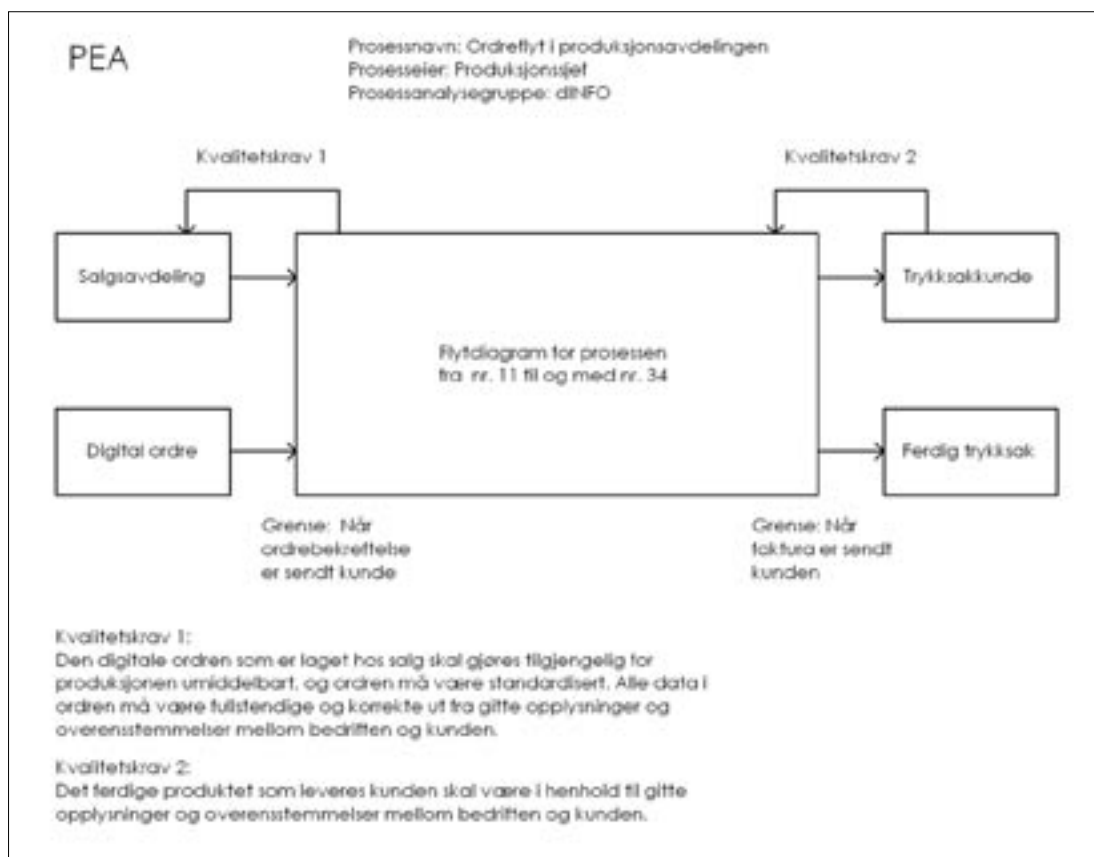 PEA
Prosessnavn: Ordreflyt i produksjonsavdelingen
Prosesseier: Produksjonssjef
Prosessanalysegruppe: dINFO
Kvalitetskrav 1
Kvalitetskrav 2
Salgsavdeling
Trykksakkunde
Flytdiagram for prosessen
fra nr. 11 til og med nr. 34
Digital ordre
Ferdig trykksak
Grense: Når
ordrebekreftelse
er sendt kunde
Grense: Når
faktura er sendt
kunden
Kvalitetskrav 1:
Den digitale ordren som er laget hos salg skal gjøres tilgjengelig for
produksjonen umiddelbart, og ordren må være standardisert. Alle data i
ordren må være fullstendige og korrekte ut fra gitte opplysninger og
overensstemmelser mellom bedriften og kunden.
Kvalitetskrav 2:
Det ferdige produktet som leveres kunden skal være i henhold til gitte
opplysninger og overensstemmelser mellom bedriften og kunden.